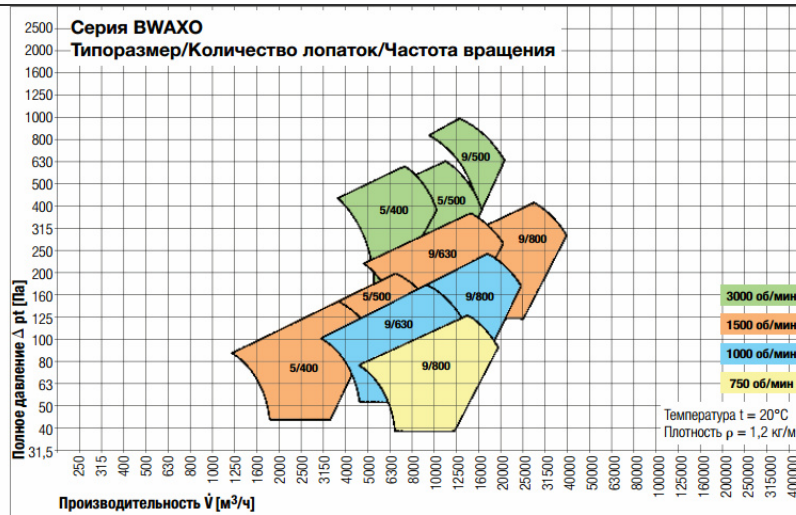 Серия BWAXO
Типоразмер/Количество лопаток/Частота вращения
2500
2000
1600
1250
1000
800
630
500
400
315
250
200
160
125
100
80
63
50
40
31,5
Полное давление Δ pt [Па]
9/500
5/500
5/400
9/800
9/630
5/500
9/800
9/630
5/400
9/800
3000 об/мин
1500 об/мин
1000 об/мин
750 об/мин
Температура t = 20°C
Плотность ρ = 1,2 кг/м
250 315 400 500 630 800 1000 1250 1600 2000 2500 3150 4000 5000 6300 8000 10000 12500 16000 20000 25000 31500 40000 50000 63000 80000 100000 125000 160000 200000 250000 315000 400000
Производительность V̇ [м³/ч]